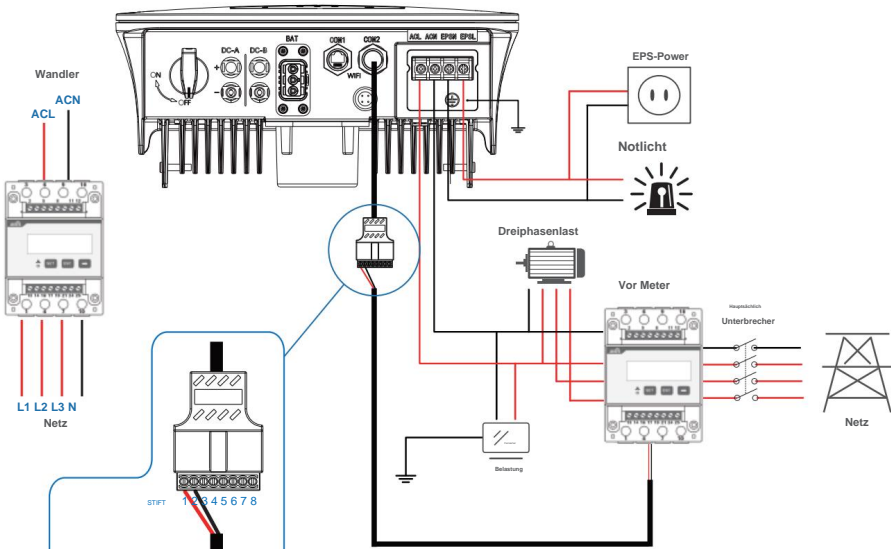 DC-A
DC-B
BAT
COM1
COM2
WIFI
ON
OFF
+
−
ACL ACN EPSN EPSL
EPS-Power
Notlicht
Wandler
ACL
ACN
Dreiphasenlast
Vor Meter
Hauptsächlich
Unterbrecher
Netz
L1 L2 L3 N
Netz
Belastung
STIFT 1 2 3 4 5 6 7 8